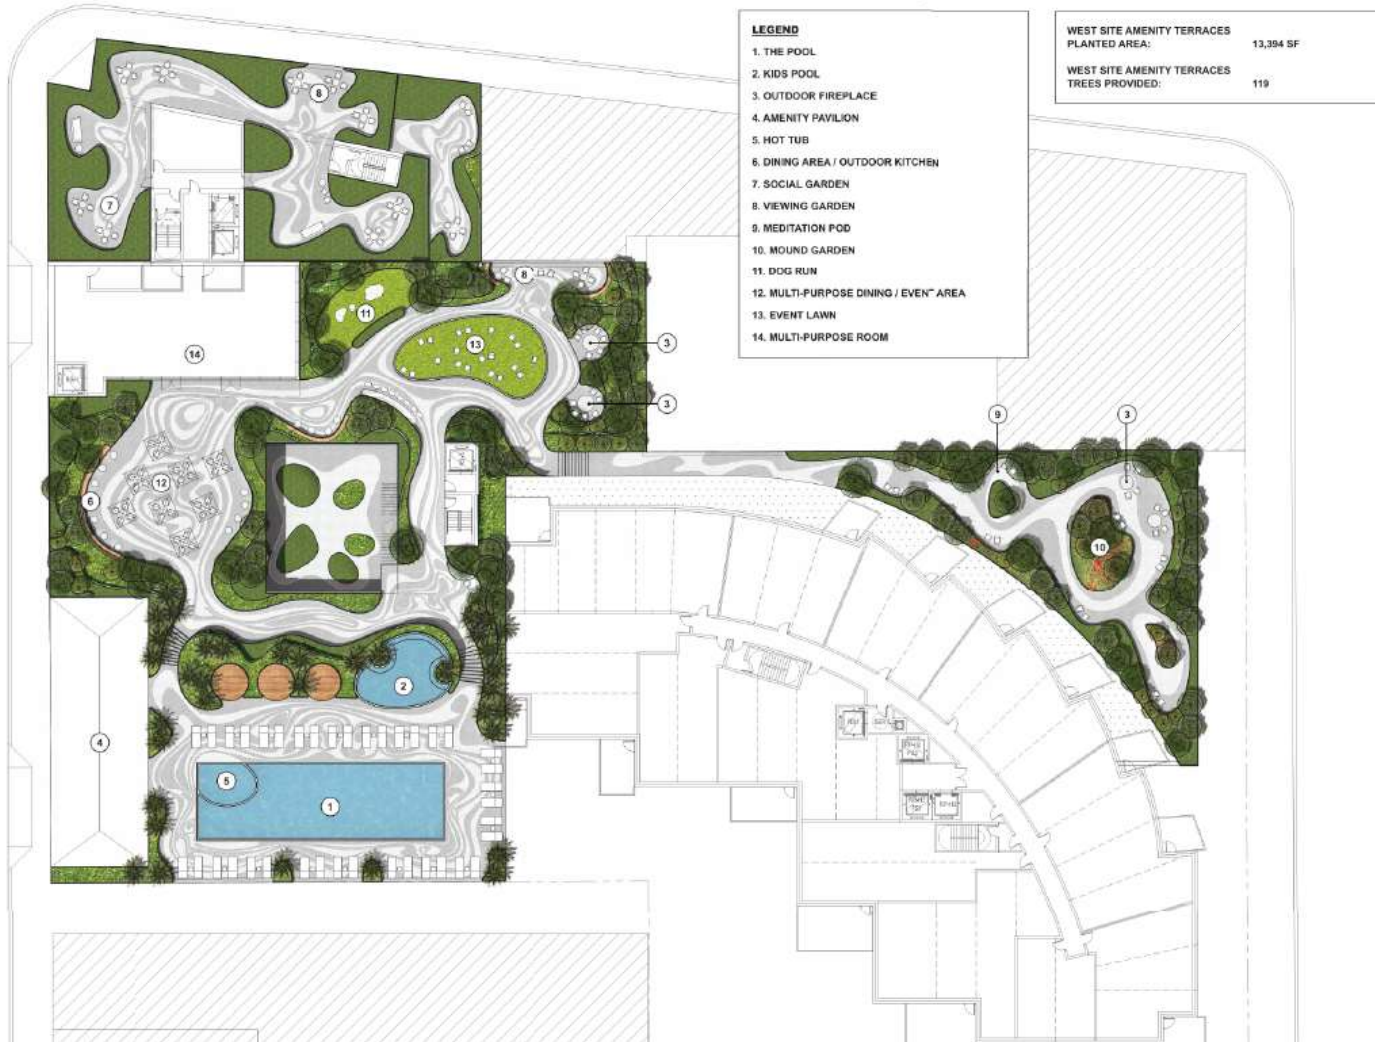 LEGEND
1. THE POOL
2. KIDS POOL
3. OUTDOOR FIREPLACE
4. AMENITY PAVILION
5. HOT TUB
6. DINING AREA / OUTDOOR KITCHEN
7. SOCIAL GARDEN
8. VIEWING GARDEN
9. MEDITATION POD
10. MOUND GARDEN
11. DOG RUN
12. MULTI-PURPOSE DINING / EVENT AREA
13. EVENT LAWN
14. MULTI-PURPOSE ROOM
WEST SITE AMENITY TERRACES
PLANTED AREA: 13,394 SF
WEST SITE AMENITY TERRACES
TREES PROVIDED: 119
8
7
8
11
13
3
14
3
9
3
6
12
10
2
4
5
1